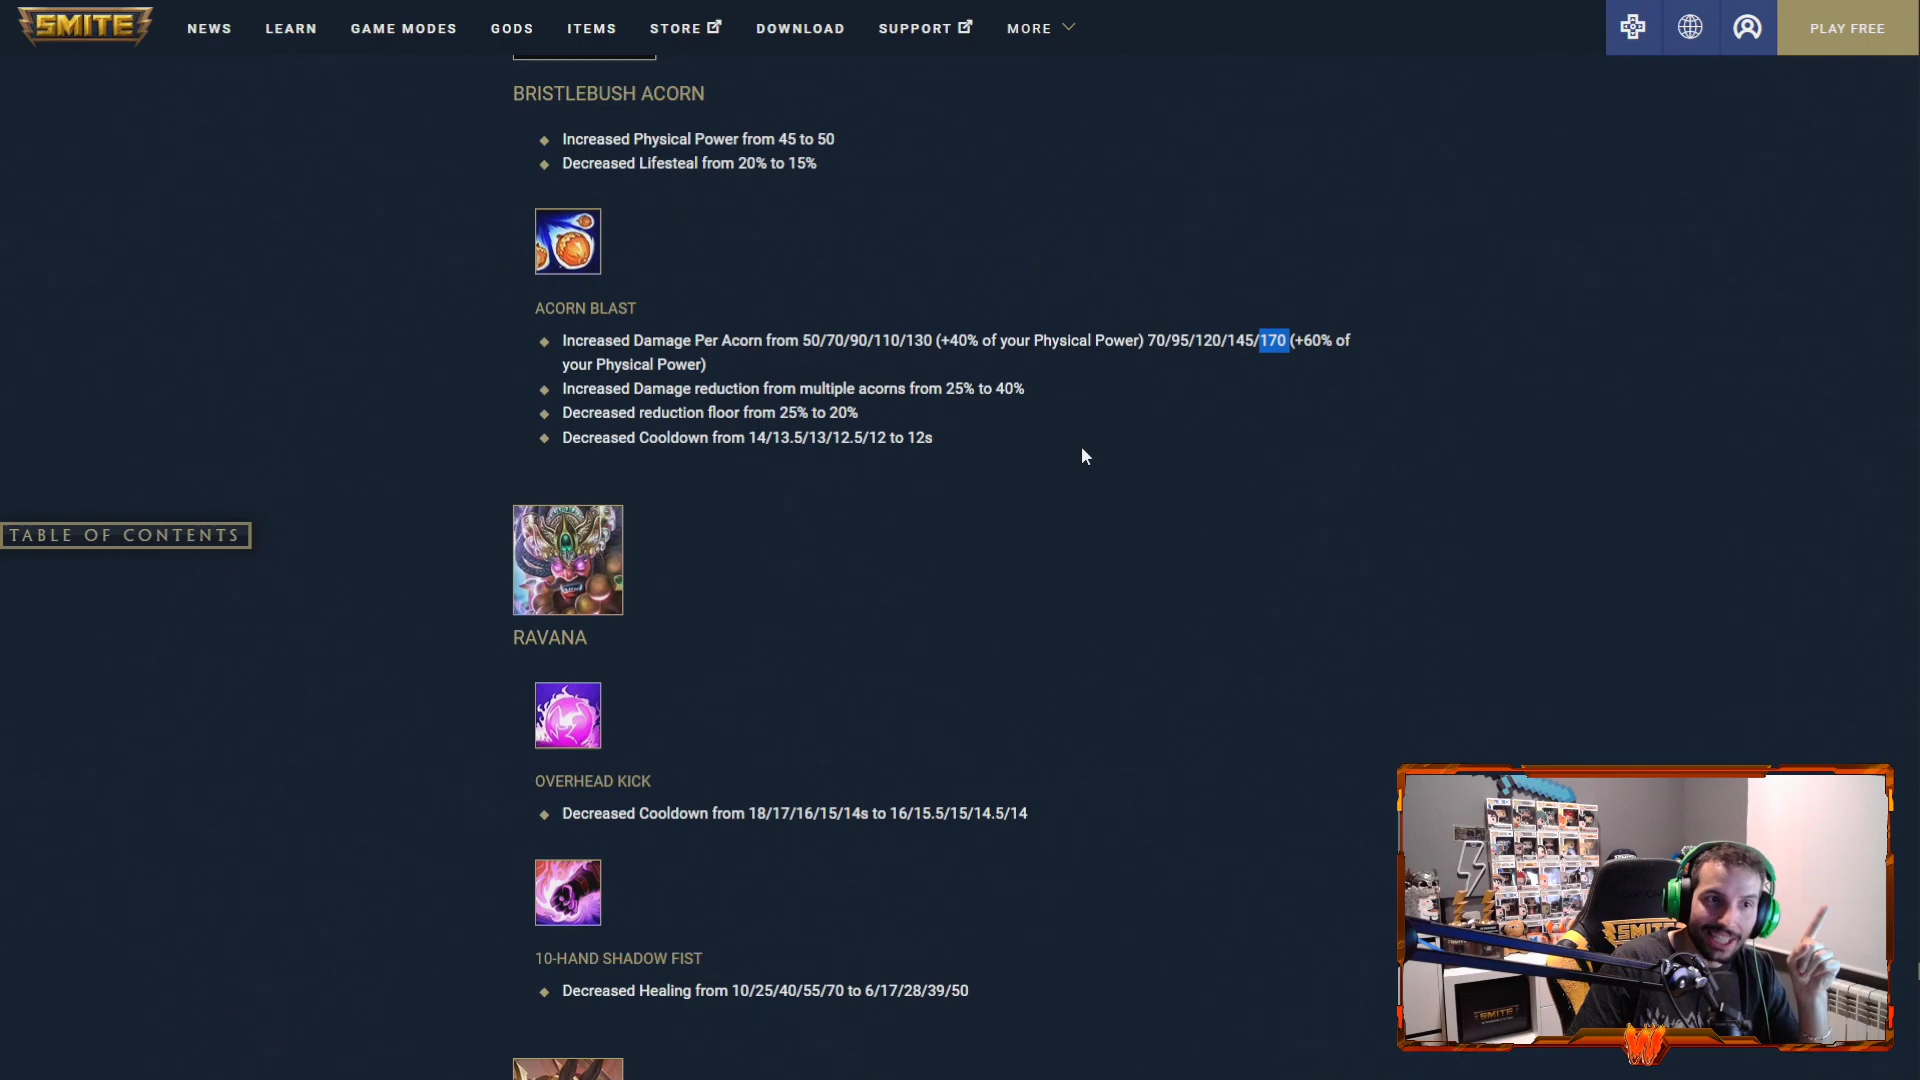 SMITE NEWS LEARN GAME MODES GODS ITEMS STORE DOWNLOAD SUPPORT MORE PLAY FREE
BRISTLEBUSH ACORN
Increased Physical Power from 45 to 50
Decreased Lifesteal from 20% to 15%
ACORN BLAST
Increased Damage Per Acorn from 50/70/90/110/130 (+40% of your Physical Power) 70/95/120/145/170 (+60% of
your Physical Power)
Increased Damage reduction from multiple acorns from 25% to 40%
Decreased reduction floor from 25% to 20%
Decreased Cooldown from 14/13.5/13/12.5/12 to 12s
TABLE OF CONTENTS
RAVANA
OVERHEAD KICK
Decreased Cooldown from 18/17/16/15/14s to 16/15.5/15/14.5/14
10-HAND SHADOW FIST
Decreased Healing from 10/25/40/55/70 to 6/17/28/39/50
SMITE
SMITE